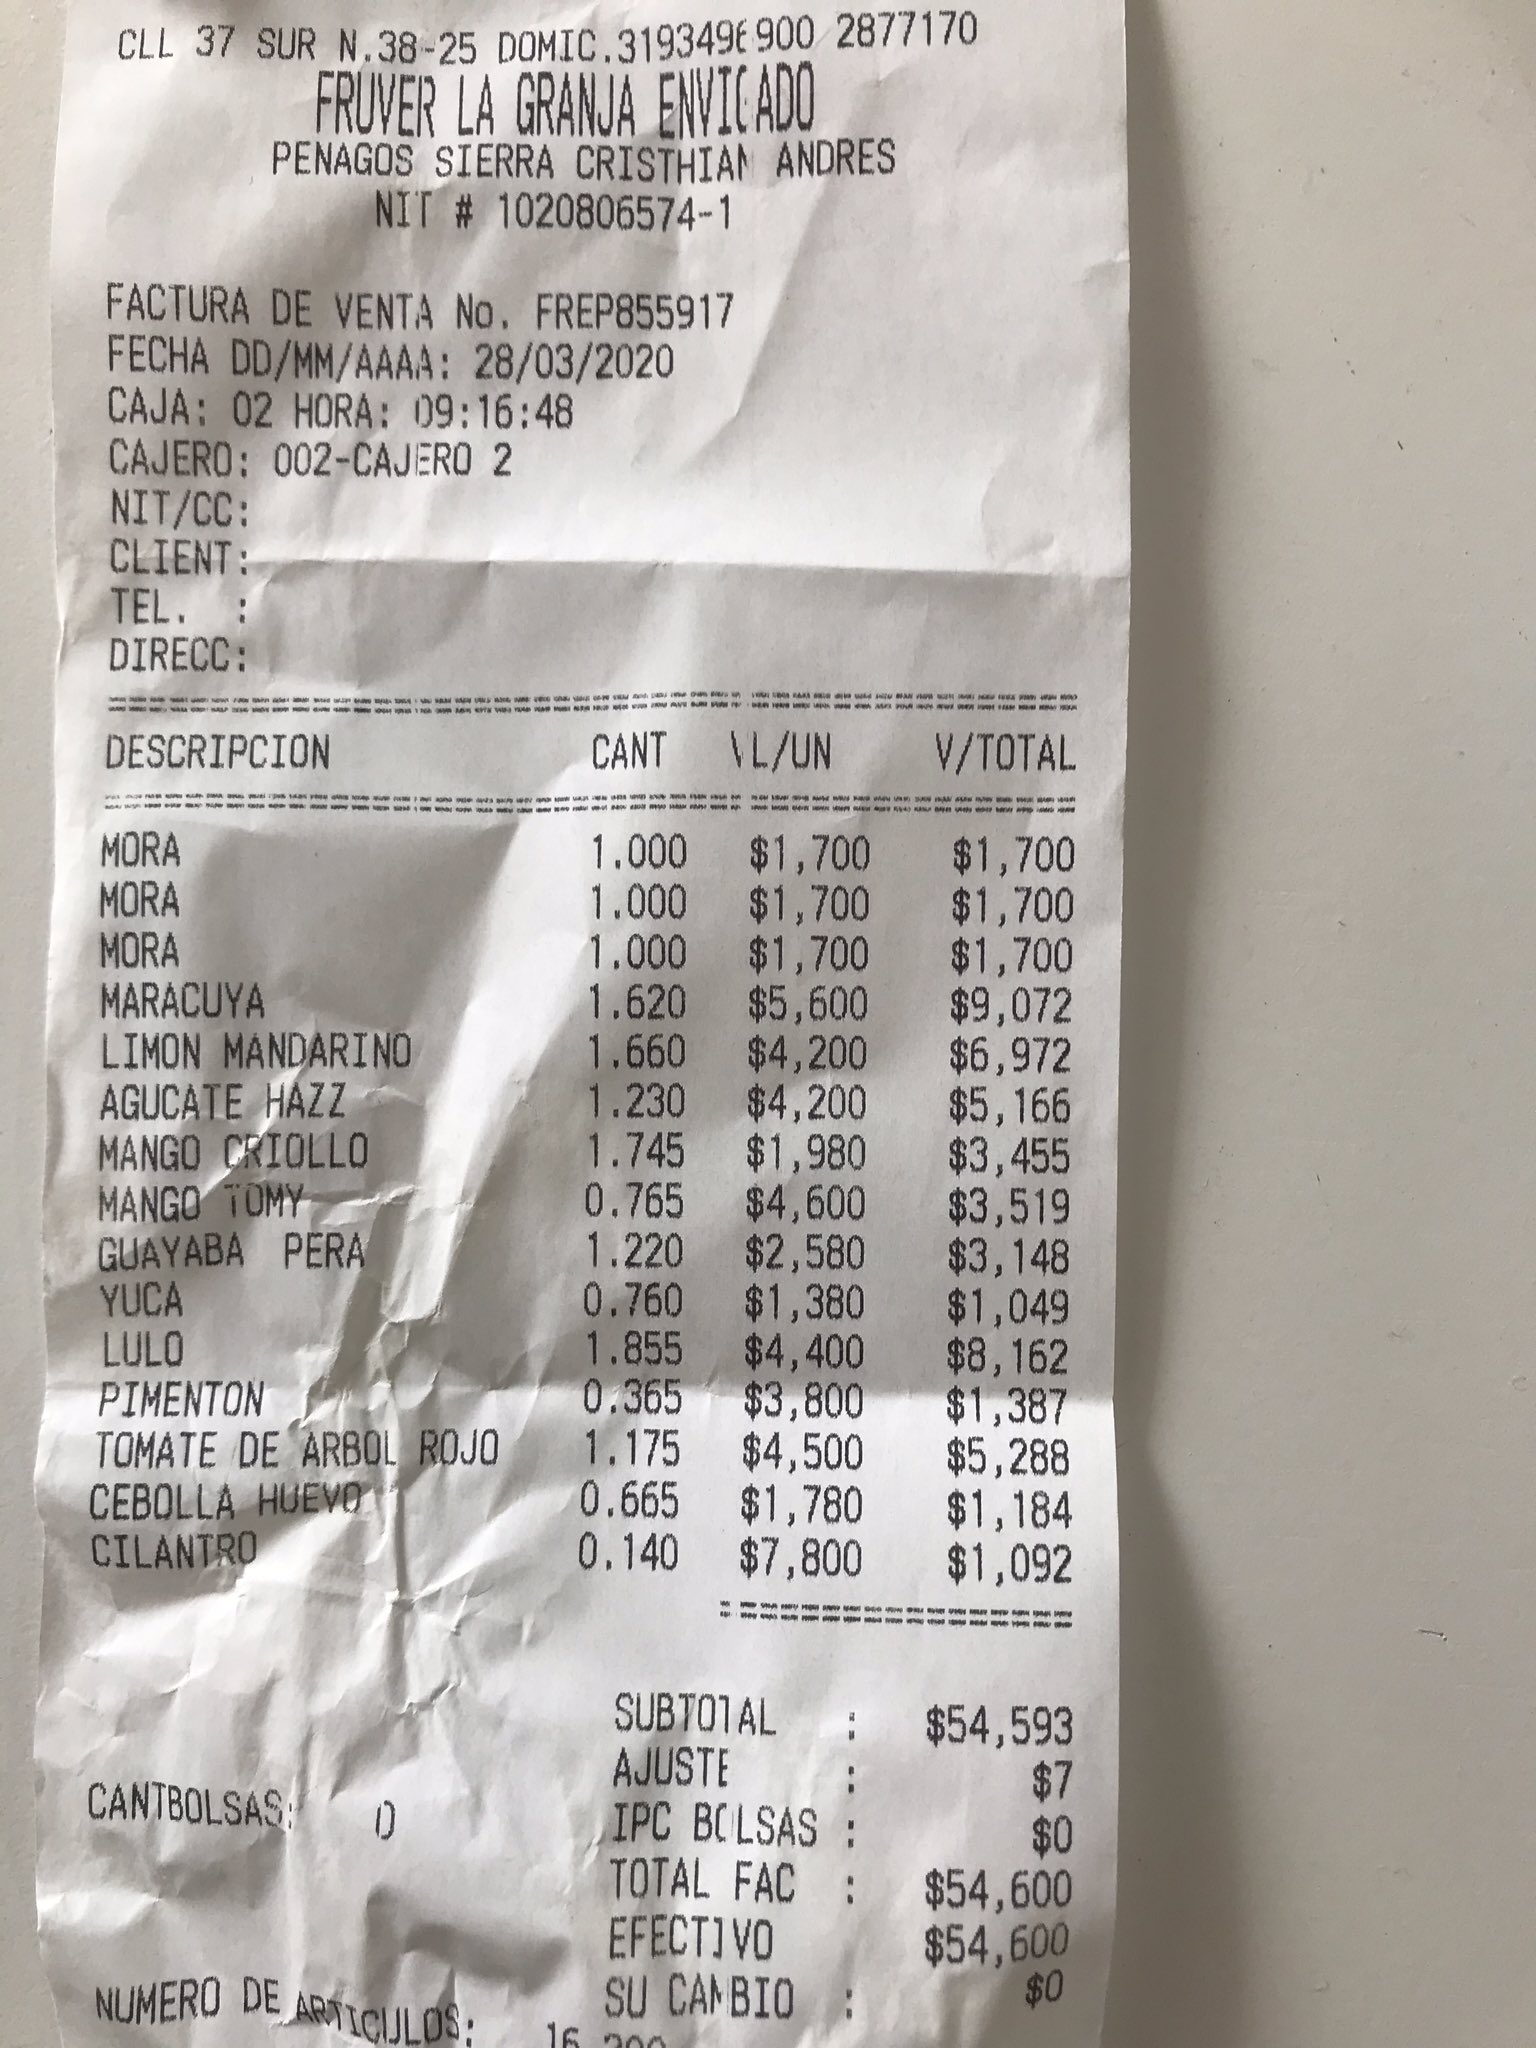 CLL 37 SUR N.38-25 DOMIC.3193496900 2877170
FRUVER LA GRANJA ENVIGADO
PENAGOS SIERRA CRISTHIAN ANDRES
NIT # 1020806574-1
FACTURA DE VENTA No. FREP855917
FECHA DD/MM/AAAA: 28/03/2020
CAJA: 02 HORA: 09:16:48
CAJERO: 002-CAJERO 2
NIT/CC:
CLIENT:
TEL. :
DIRECC:
DESCRIPCION CANT VL/UN V/TOTAL
MORA 1.000 $1,700 $1,700
MORA 1.000 $1,700 $1,700
MORA 1.000 $1,700 $1,700
MARACUYA 1.620 $5,600 $9,072
LIMON MANDARINO 1.660 $4,200 $6,972
AGUCATE HAZZ 1.230 $4,200 $5,166
MANGO CRIOLLO 1.745 $1,980 $3,455
MANGO TOMY 0.765 $4,600 $3,519
GUAYABA PERA 1.220 $2,580 $3,148
YUCA 0.760 $1,380 $1,049
LULO 1.855 $4,400 $8,162
PIMENTON 0.365 $3,800 $1,387
TOMATE DE ARBOL ROJO 1.175 $4,500 $5,288
CEBOLLA HUEVO 0.665 $1,780 $1,184
CILANTRO 0.140 $7,800 $1,092
SUBTOTAL : $54,593
AJUSTE : $7
CANTBOLSAS: 0 IPC BOLSAS : $0
TOTAL FAC : $54,600
EFECTIVO $54,600
SU CAMBIO : $0
NUMERO DE ARTICULOS: